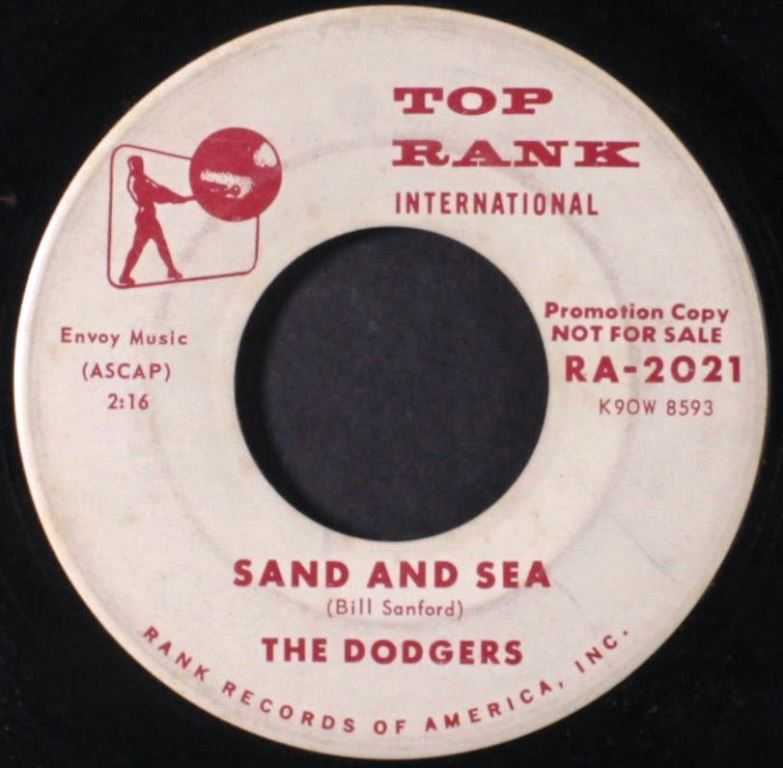 TOP
RANK
INTERNATIONAL
Promotion Copy
NOT FOR SALE
RA-2021
K9OW 8593
Envoy Music
(ASCAP)
2:16
SAND AND SEA
(Bill Sanford)
THE DODGERS
RANK RECORDS OF AMERICA, INC.